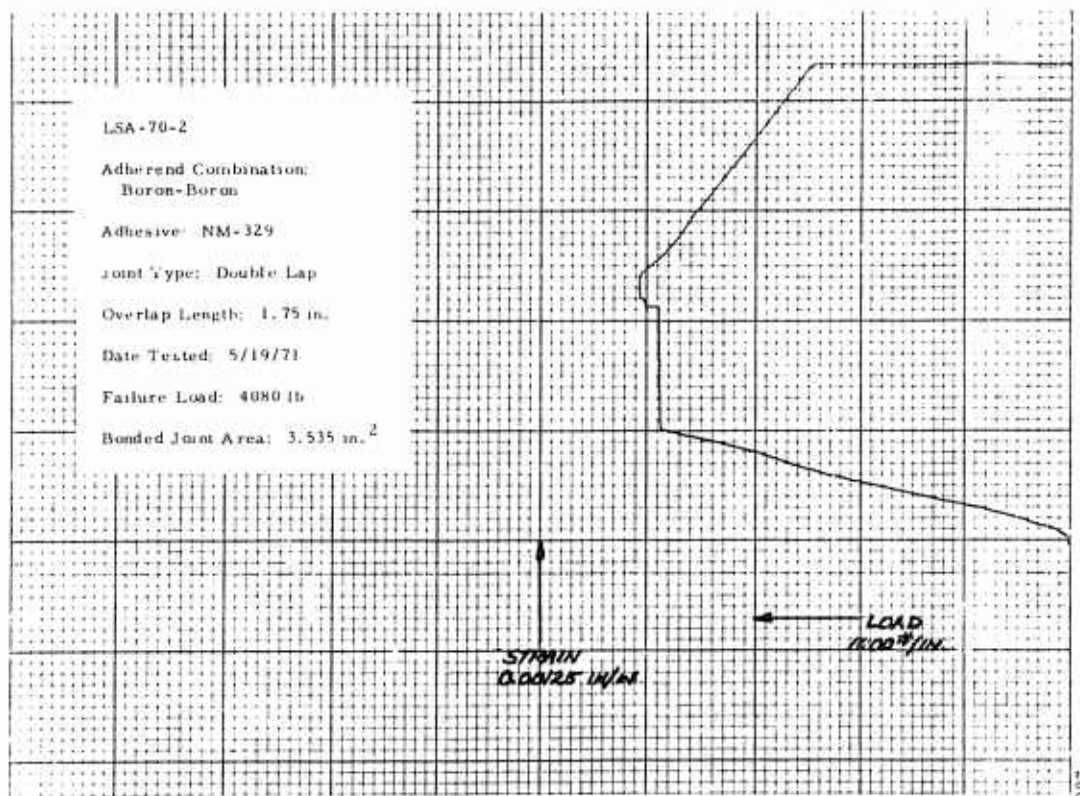 LSA-70-2
Adherend Combination:
Boron-Boron
Adhesive: NM-329
Joint Type: Double Lap
Overlap Length: 1.75 in.
Date Tested: 5/19/71
Failure Load: 4080 lb
Bonded Joint Area: 3.535 in.²
LOAD
#/IN.
STRAIN
0.00125 IN/IN